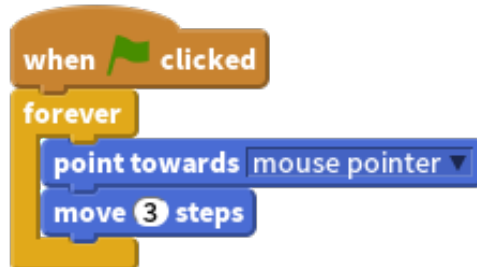 when clicked
forever
point towards mouse pointer
move 3 steps